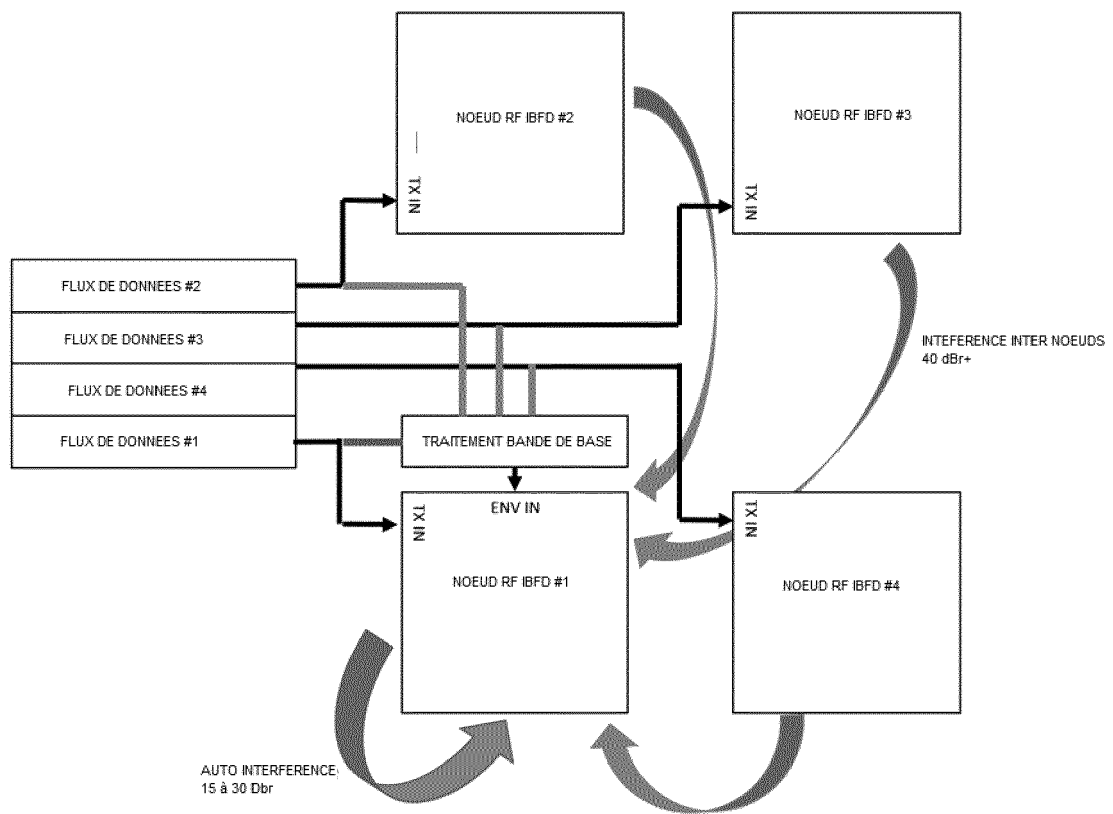 NOEUD RF IBFD #2
TX IN
NOEUD RF IBFD #3
TX IN
FLUX DE DONNEES #2
FLUX DE DONNEES #3
FLUX DE DONNEES #4
FLUX DE DONNEES #1
INTEFERENCE INTER NOEUDS
40 dBr+
TRAITEMENT BANDE DE BASE
ENV IN
TX IN
NOEUD RF IBFD #1
TX IN
NOEUD RF IBFD #4
AUTO INTERFERENCE
15 à 30 Dbr